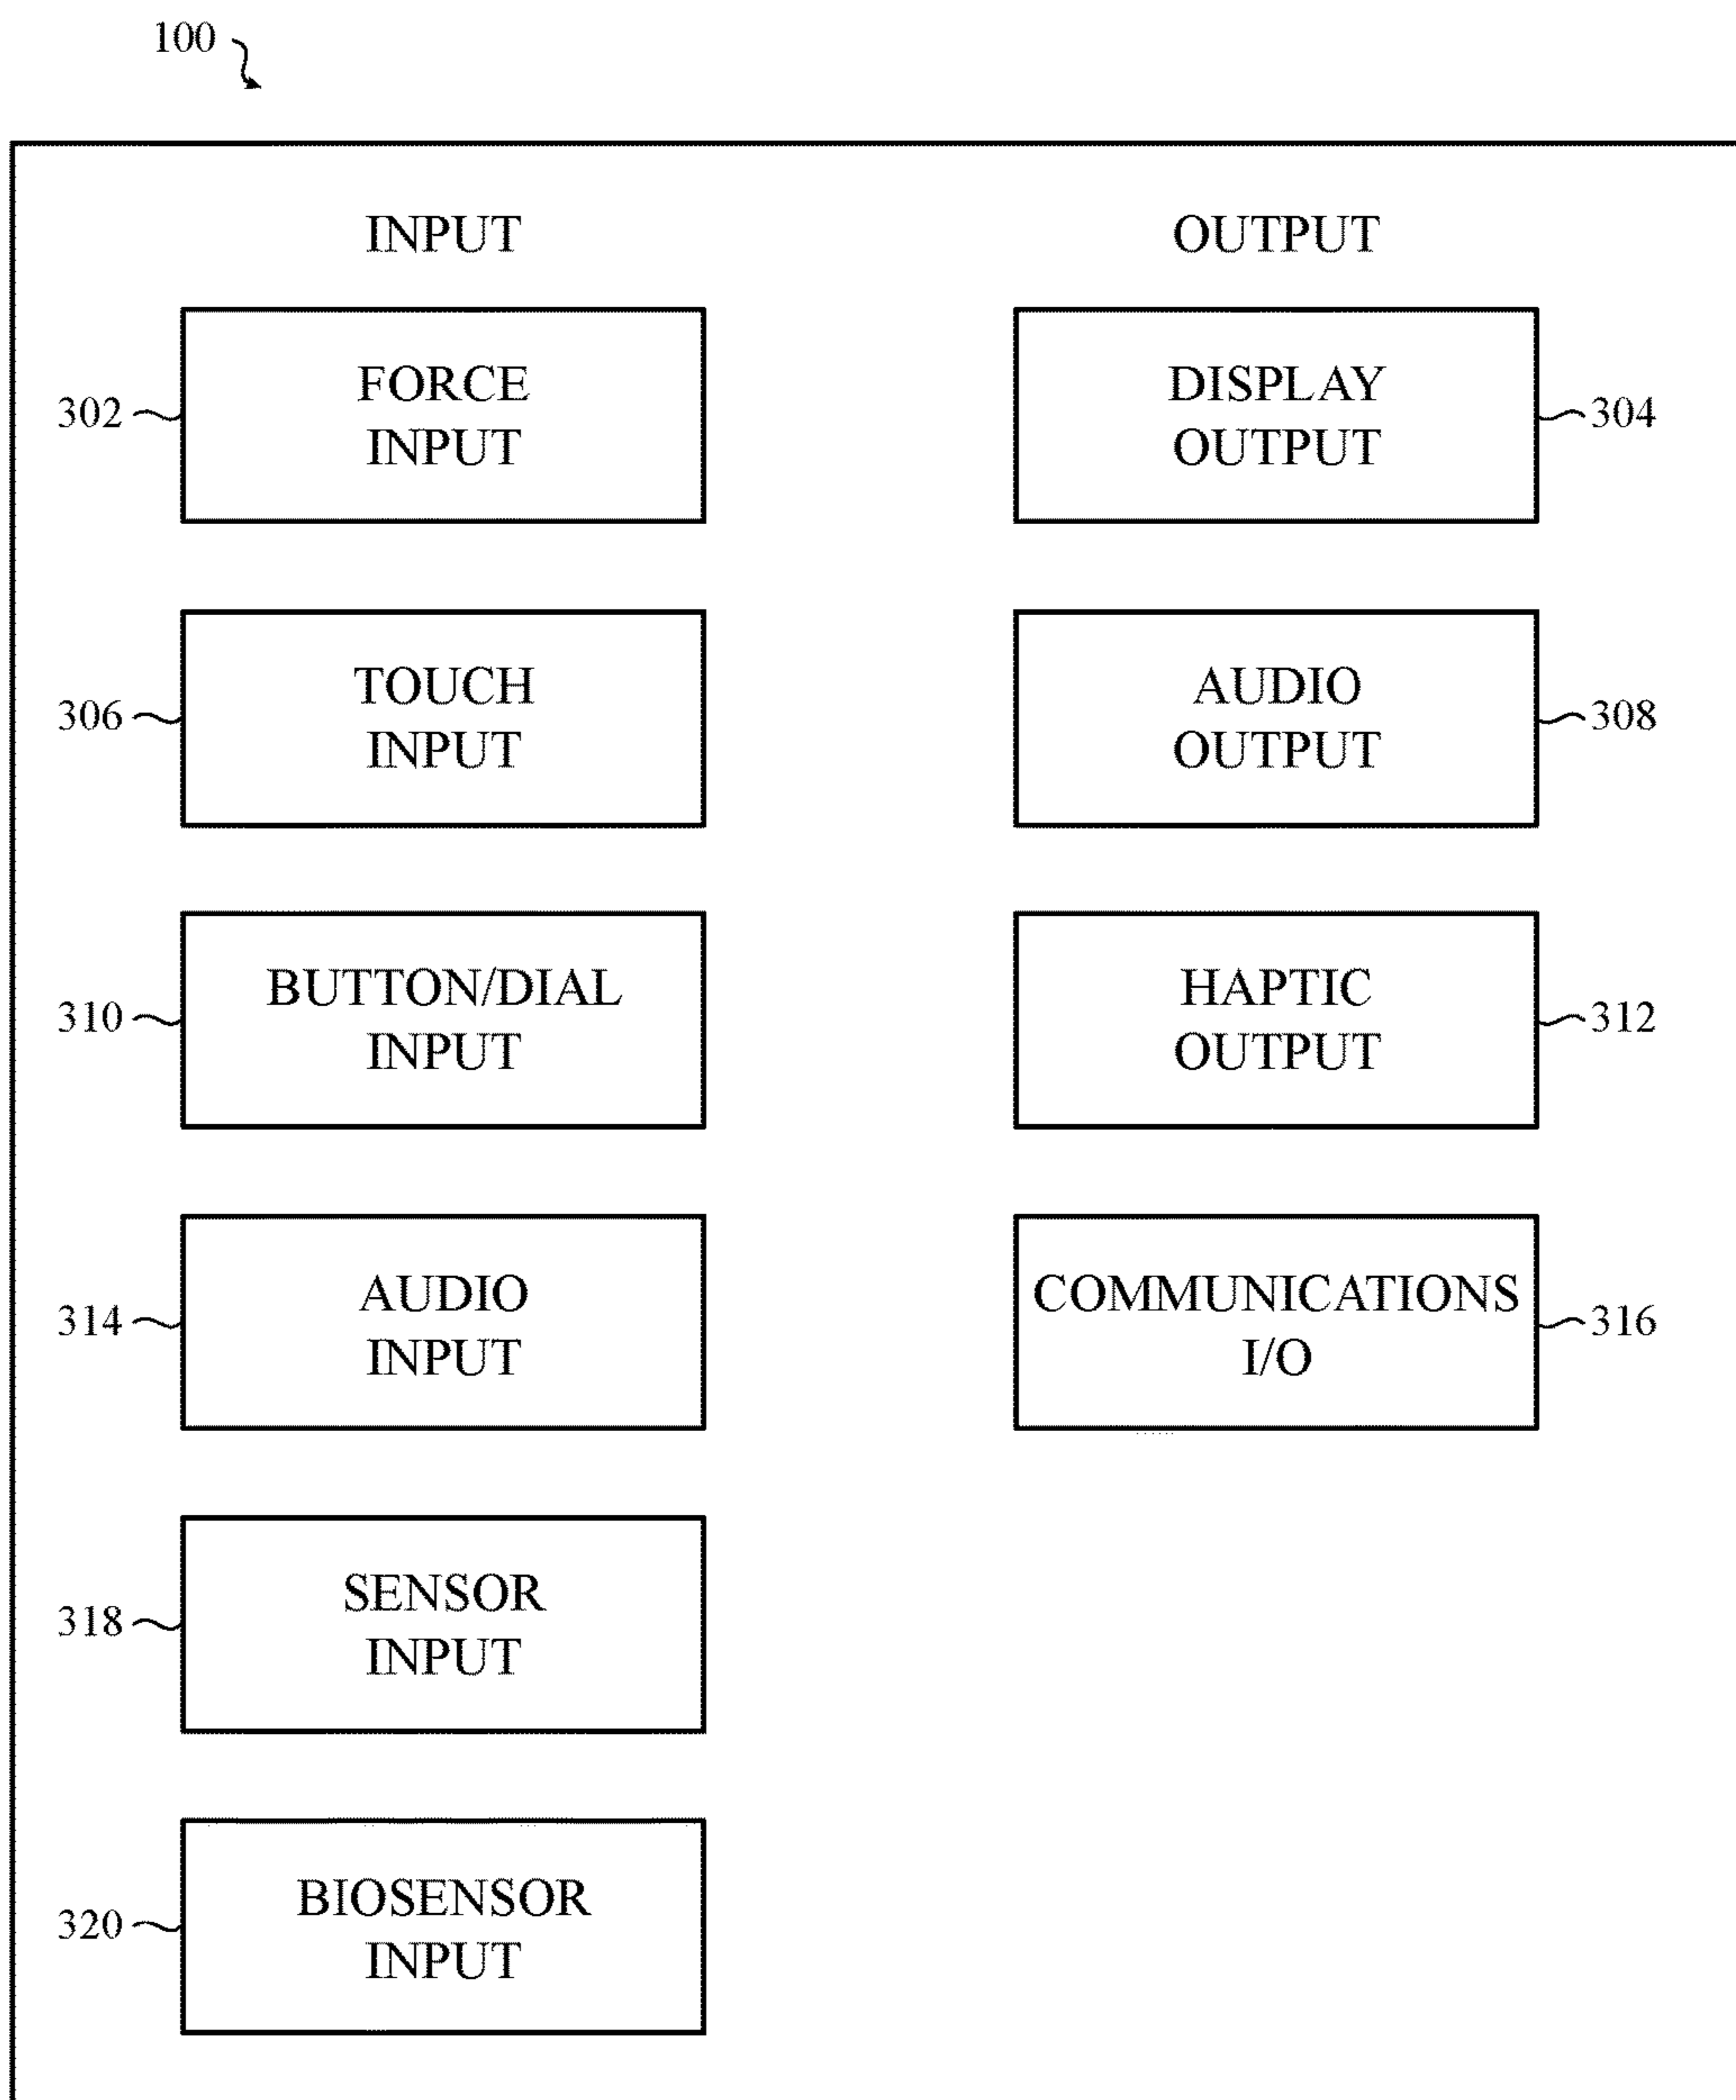 100
INPUT
OUTPUT
302
FORCE
INPUT
DISPLAY
OUTPUT
304
306
TOUCH
INPUT
AUDIO
OUTPUT
308
310
BUTTON/DIAL
INPUT
HAPTIC
OUTPUT
312
314
AUDIO
INPUT
COMMUNICATIONS
I/O
316
318
SENSOR
INPUT
320
BIOSENSOR
INPUT